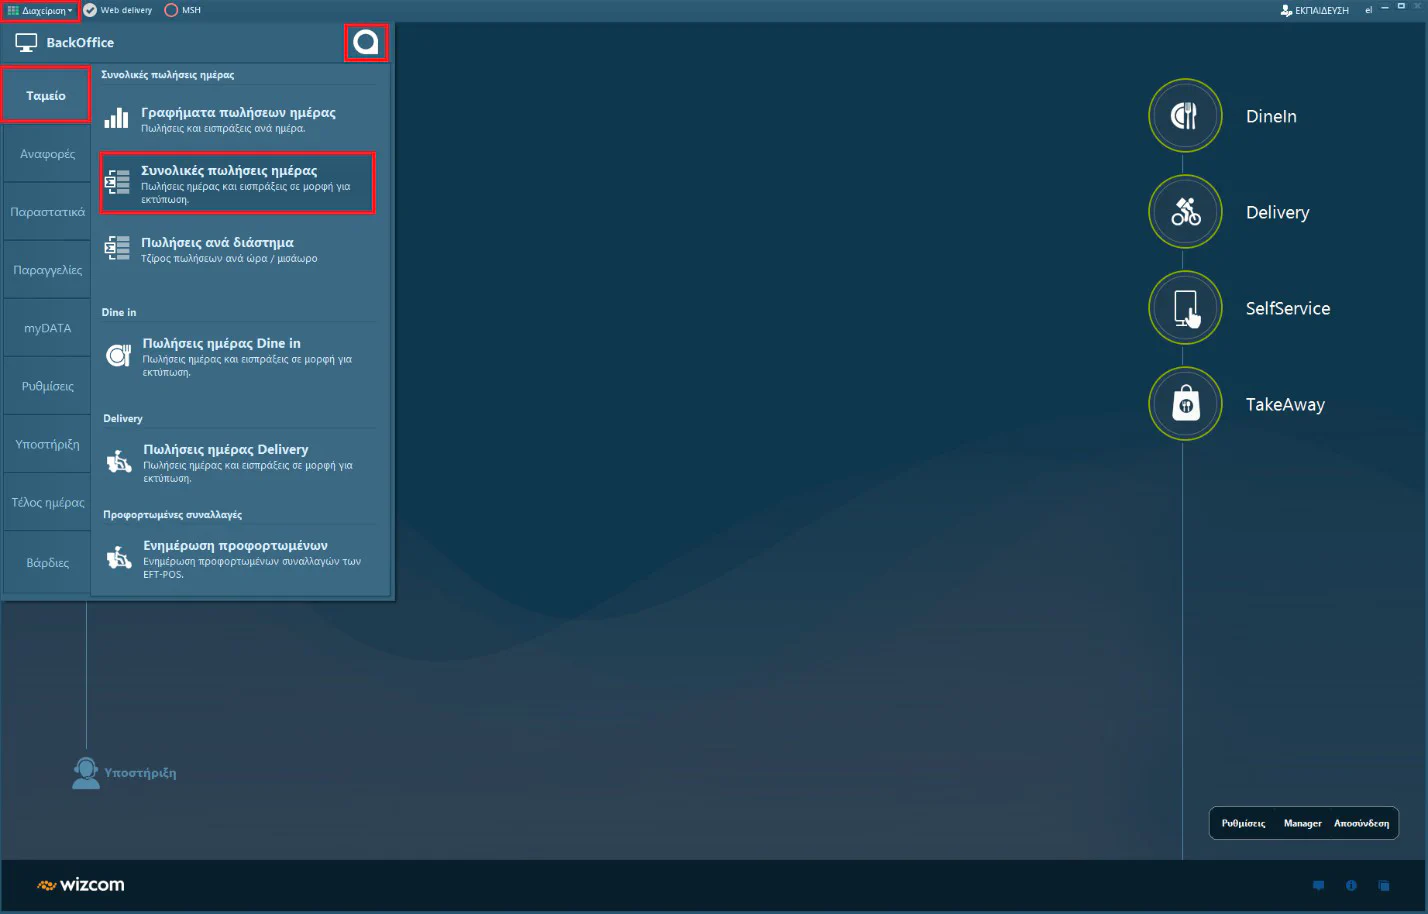 Διαχείριση
Web delivery
MSH
ΕΚΠΑΙΔΕΥΣΗ
el
BackOffice
Ταμείο
Αναφορές
Παραστατικά
Παραγγελίες
myDATA
Ρυθμίσεις
Υποστήριξη
Τέλος ημέρας
Βάρδιες
Συνολικές πωλήσεις ημέρας
Γραφήματα πωλήσεων ημέρας
Πωλήσεις και εισπράξεις ανά ημέρα.
Συνολικές πωλήσεις ημέρας
Πωλήσεις ημέρας και εισπράξεις σε μορφή για
εκτύπωση.
Πωλήσεις ανά διάστημα
Τζίρος πωλήσεων ανά ώρα / μισάωρο
Dine in
Πωλήσεις ημέρας Dine in
Πωλήσεις ημέρας και εισπράξεις σε μορφή για
εκτύπωση.
Delivery
Πωλήσεις ημέρας Delivery
Πωλήσεις ημέρας και εισπράξεις σε μορφή για
εκτύπωση.
Προφορτωμένες συναλλαγές
Ενημέρωση προφορτωμένων
Ενημέρωση προφορτωμένων συναλλαγών των
EFT-POS.
DineIn
Delivery
SelfService
TakeAway
Υποστήριξη
Ρυθμίσεις Manager Αποσύνδεση
wizcom